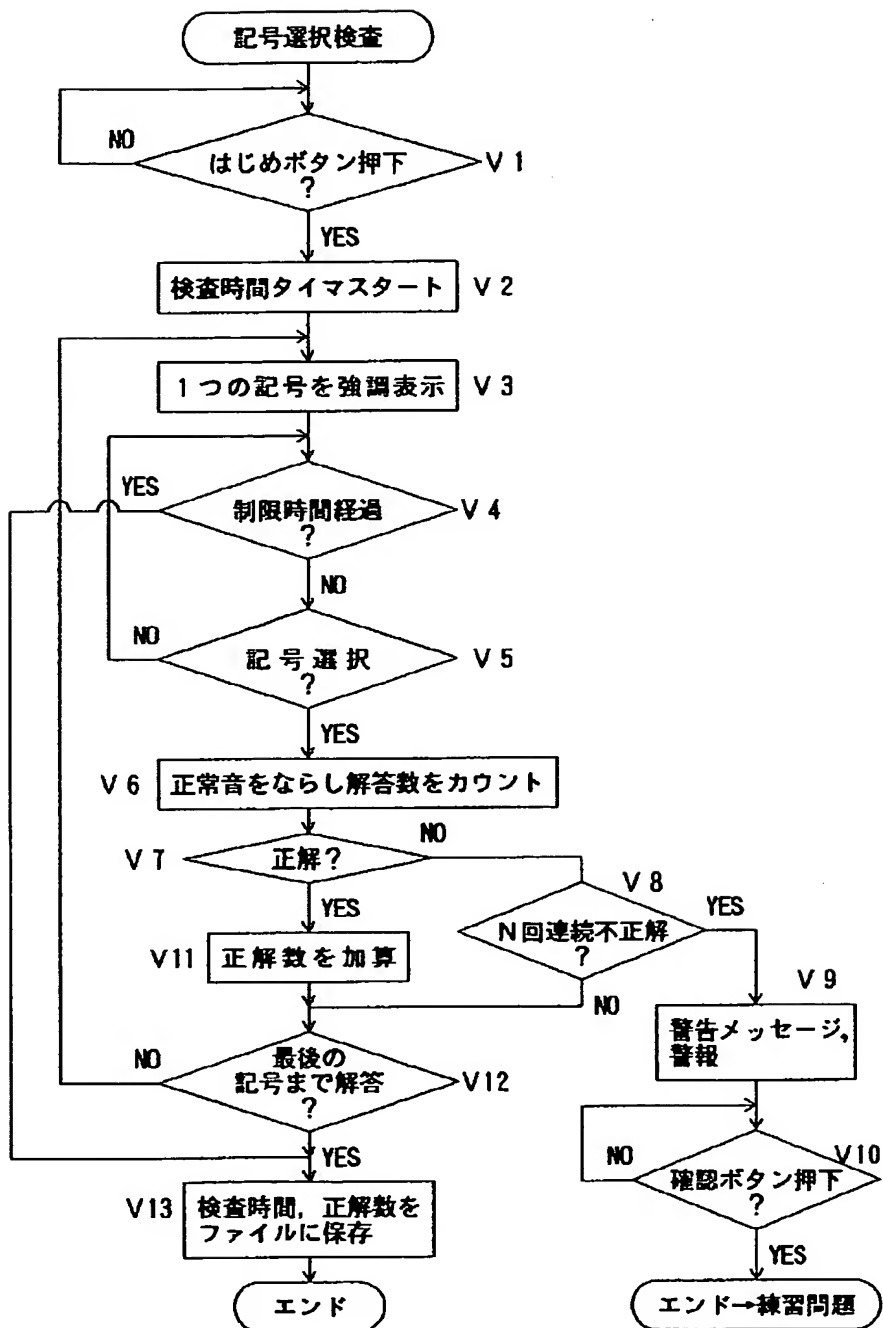 記号選択検査
NO
はじめボタン押下
?
V 1
YES
検査時間タイマスタート
V 2
1つの記号を強調表示
V 3
YES
制限時間経過
?
V 4
NO
NO
記号選択
?
V 5
YES
V 6
正常音をならし解答数をカウント
NO
V 7
正解?
V 8
YES
YES
N回連続不正解
?
V11
正解数を加算
V 9
NO
警告メッセージ,
警報
NO
最後の
記号まで解答
?
V12
YES
NO
V10
確認ボタン押下
?
V13
検査時間, 正解数を
ファイルに保存
YES
エンド
エンド→練習問題